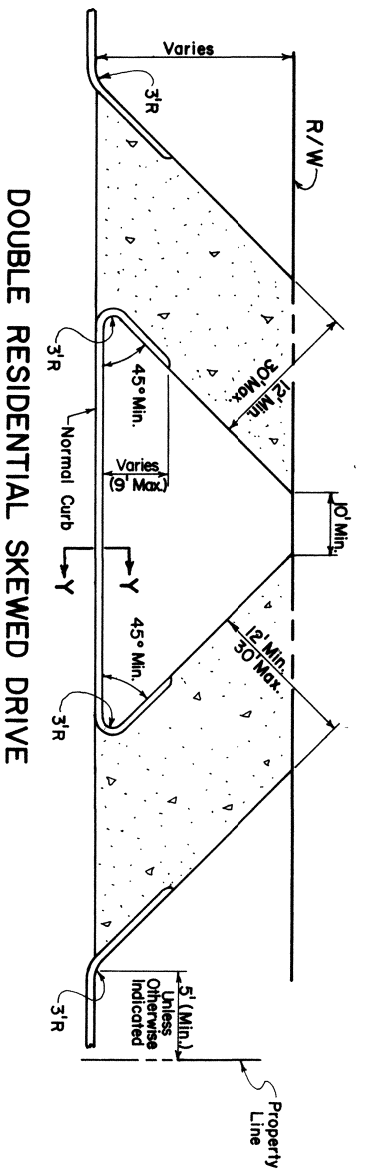 Varies
R/W
3'R
3'R
45° Min.
Varies
(9' Max.)
Normal Curb
30' Max.
12' Min.
10' Min.
Y
Y
45° Min.
3'R
12' Min.
30' Max.
3'R
5' (Min.)
Unless
Otherwise
Indicated
Property
Line
DOUBLE RESIDENTIAL SKEWED DRIVE